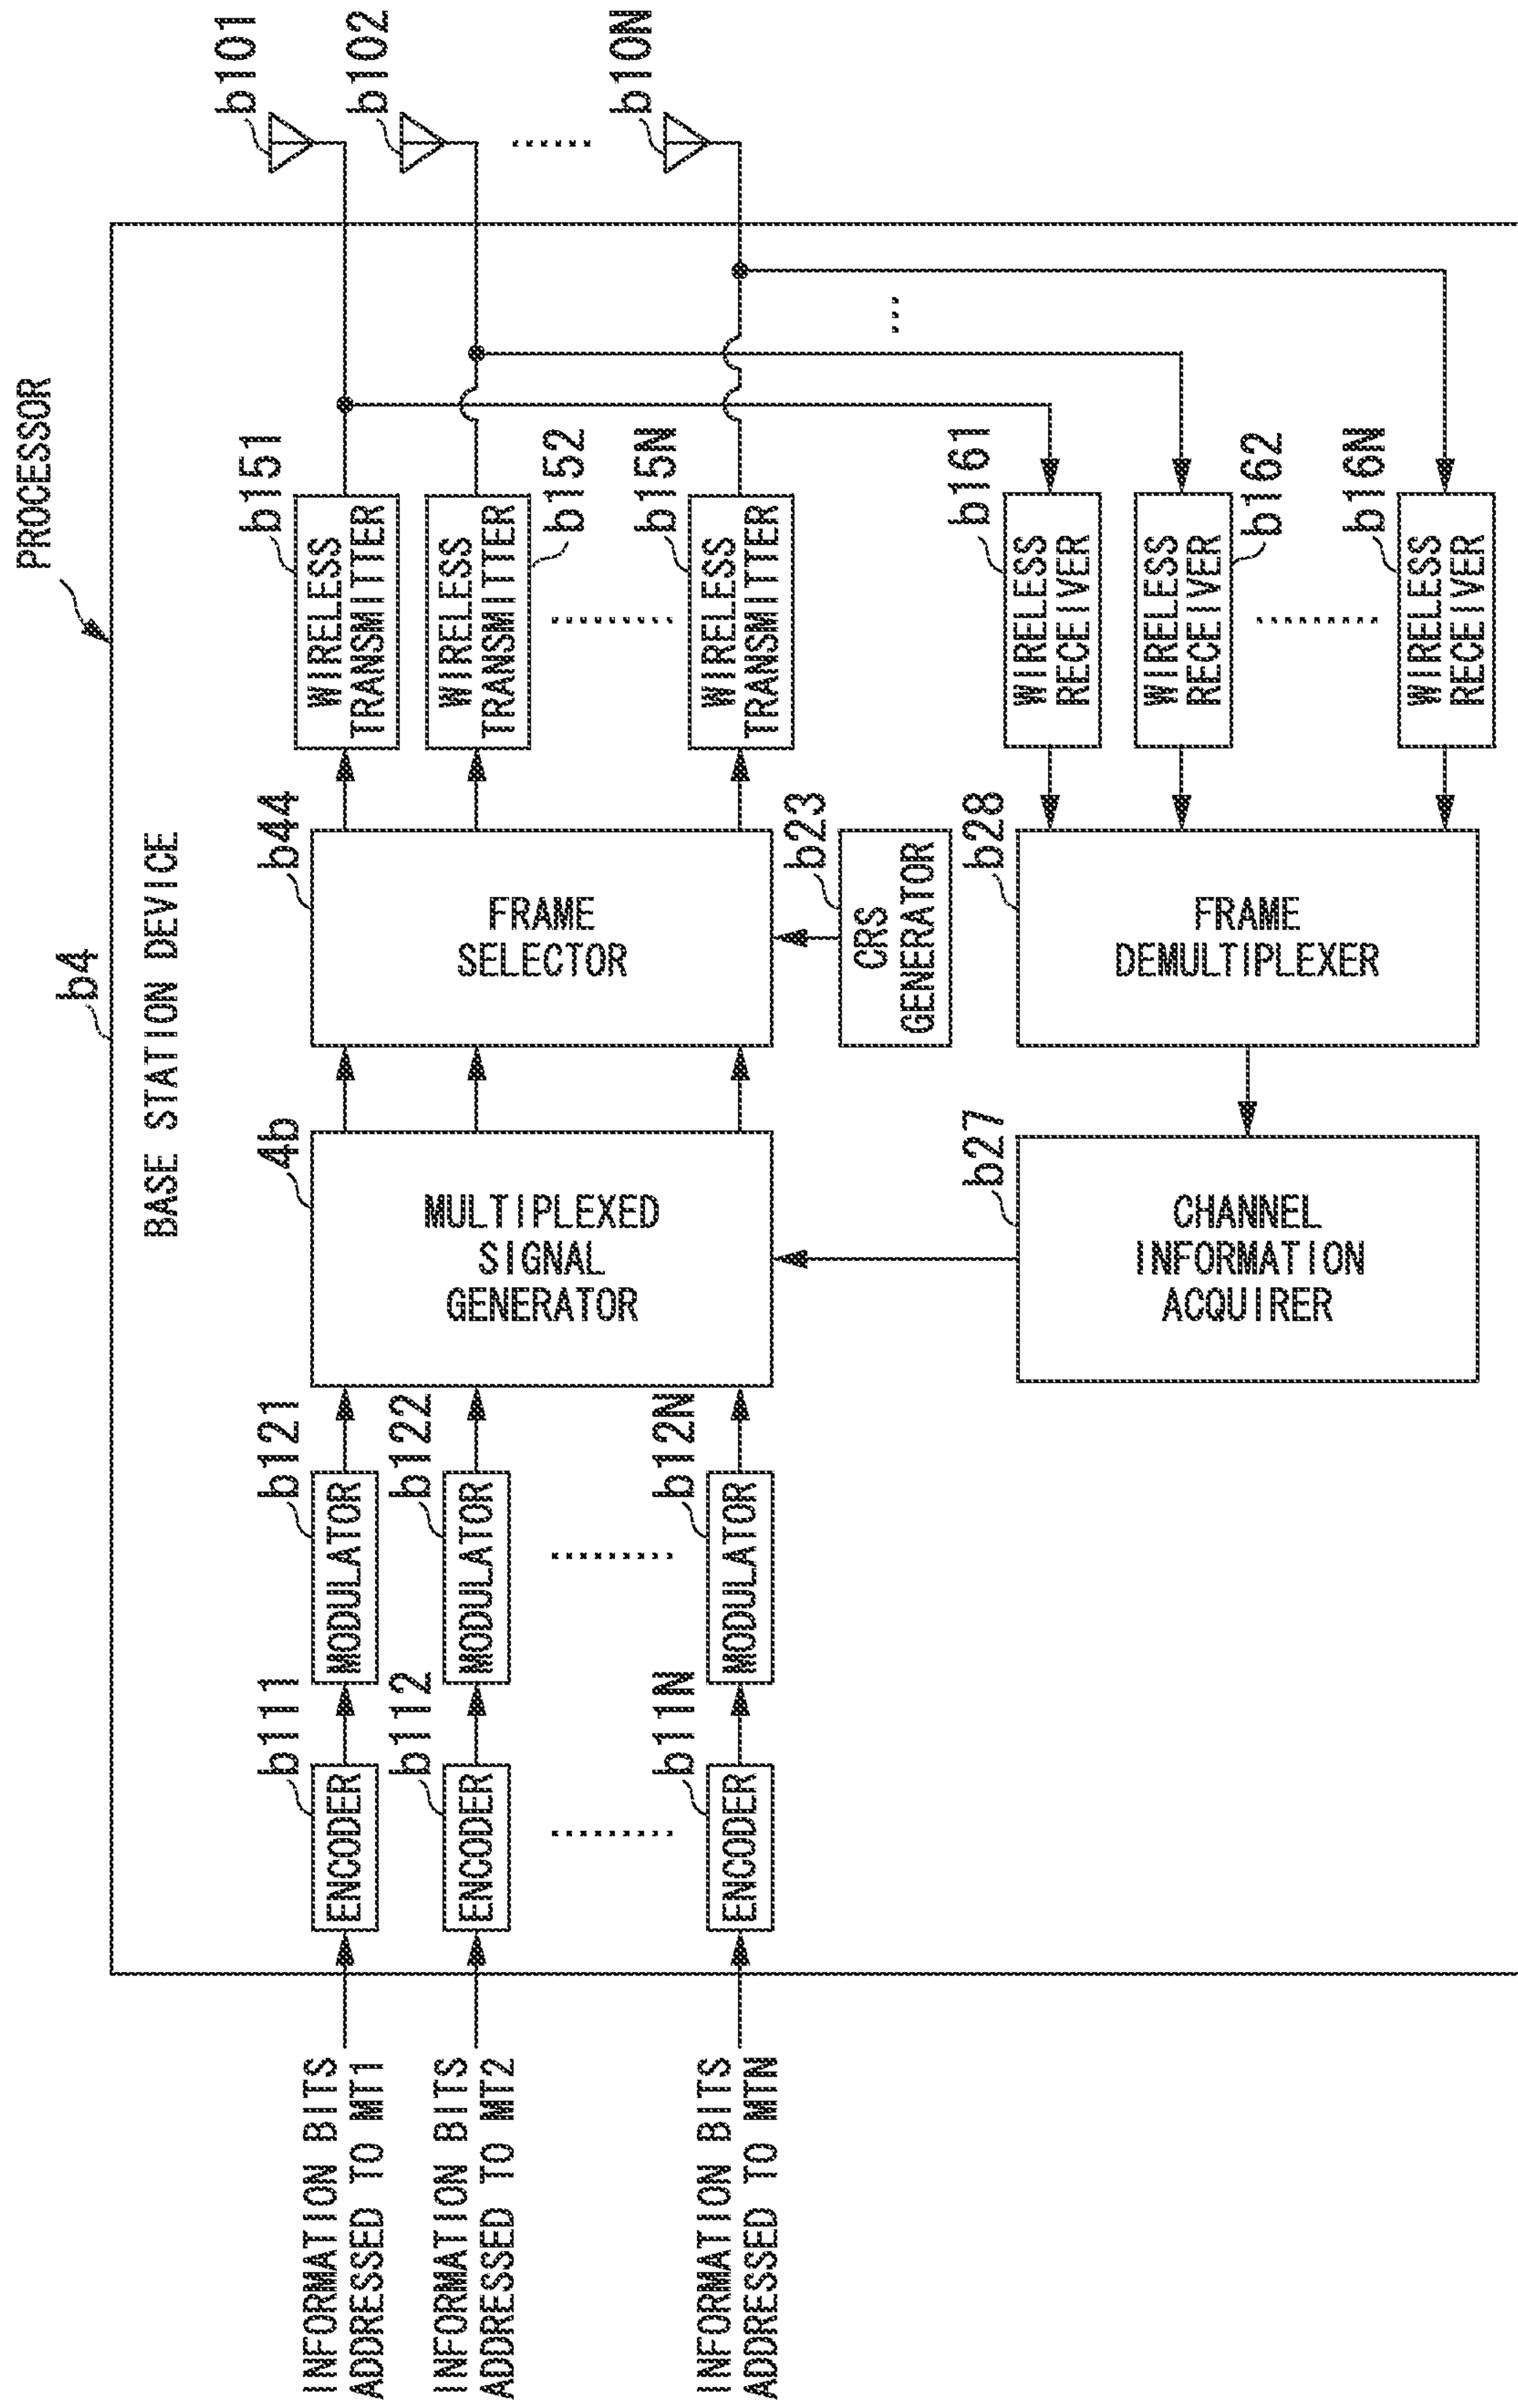 PROCESSOR
b4
BASE STATION DEVICE
INFORMATION BITS
ADDRESSED TO MT1
b111
ENCODER
b121
MODULATOR
4b
MULTIPLEXED
SIGNAL
GENERATOR
b44
FRAME
SELECTOR
b151
WIRELESS
TRANSMITTER
b101
INFORMATION BITS
ADDRESSED TO MT2
b112
ENCODER
b122
MODULATOR
WIRELESS
TRANSMITTER
b152
b102
INFORMATION BITS
ADDRESSED TO MTN
b11N
ENCODER
b12N
MODULATOR
b15N
WIRELESS
TRANSMITTER
b10N
b23
CRS
GENERATOR
b27
CHANNEL
INFORMATION
ACQUIRER
b28
FRAME
DEMULTIPLEXER
b161
WIRELESS
RECEIVER
WIRELESS
RECEIVER
b162
b16N
WIRELESS
RECEIVER